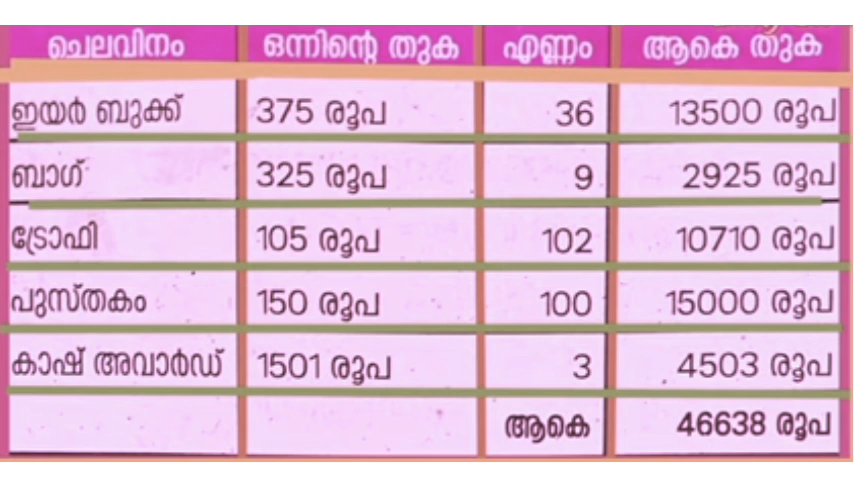 ചെലവിനം ഒന്നിന്റെ തുക എണ്ണം ആകെ തുക
ഇയർ ബുക്ക് 375 രൂപ 36 13500 രൂപ
ബാഗ് 325 രൂപ 9 2925 രൂപ
ട്രോഫി 105 രൂപ 102 10710 രൂപ
പുസ്തകം 150 രൂപ 100 15000 രൂപ
കാഷ് അവാർഡ് 1501 രൂപ 3 4503 രൂപ
ആകെ 46638 രൂപ